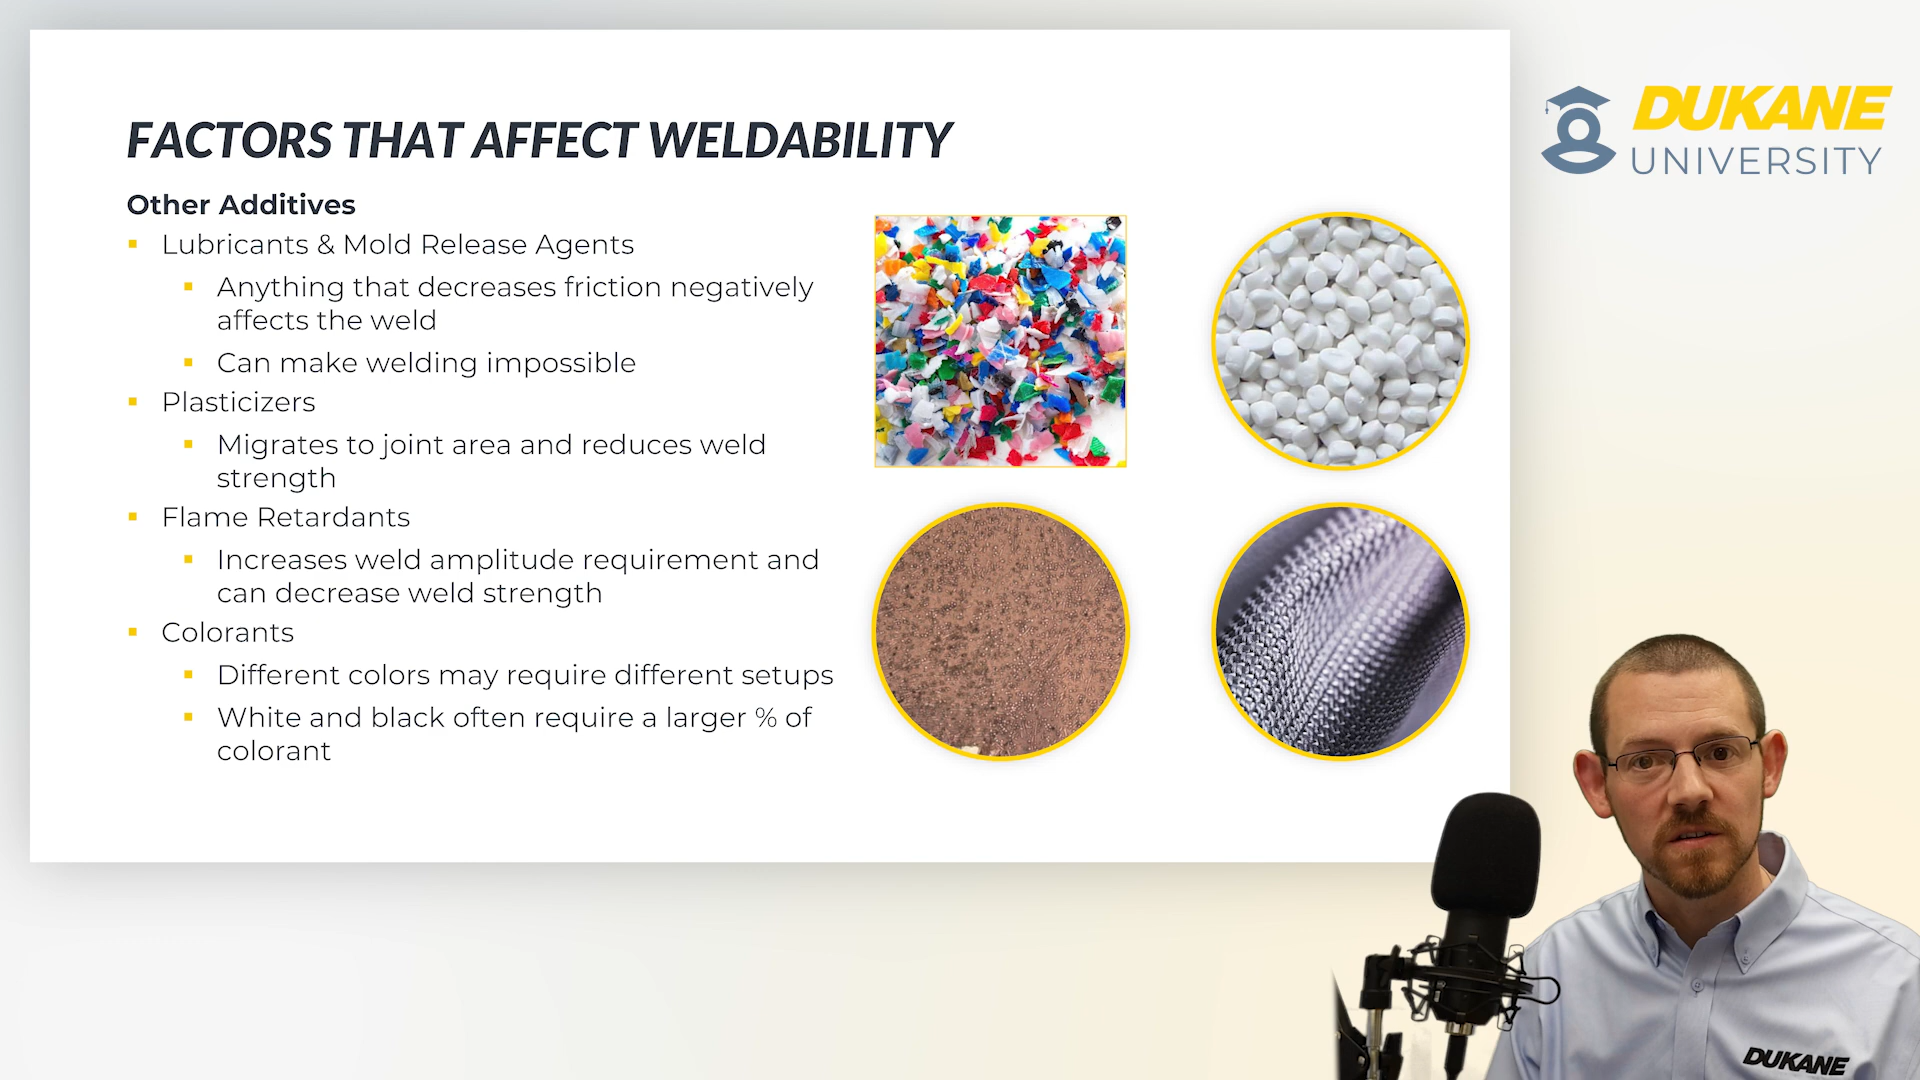 FACTORS THAT AFFECT WELDABILITY
Other Additives
Lubricants & Mold Release Agents
Anything that decreases friction negatively
affects the weld
Can make welding impossible
Plasticizers
Migrates to joint area and reduces weld
strength
Flame Retardants
Increases weld amplitude requirement and
can decrease weld strength
Colorants
Different colors may require different setups
White and black often require a larger % of
colorant
DUKANE
UNIVERSITY
DUKANE